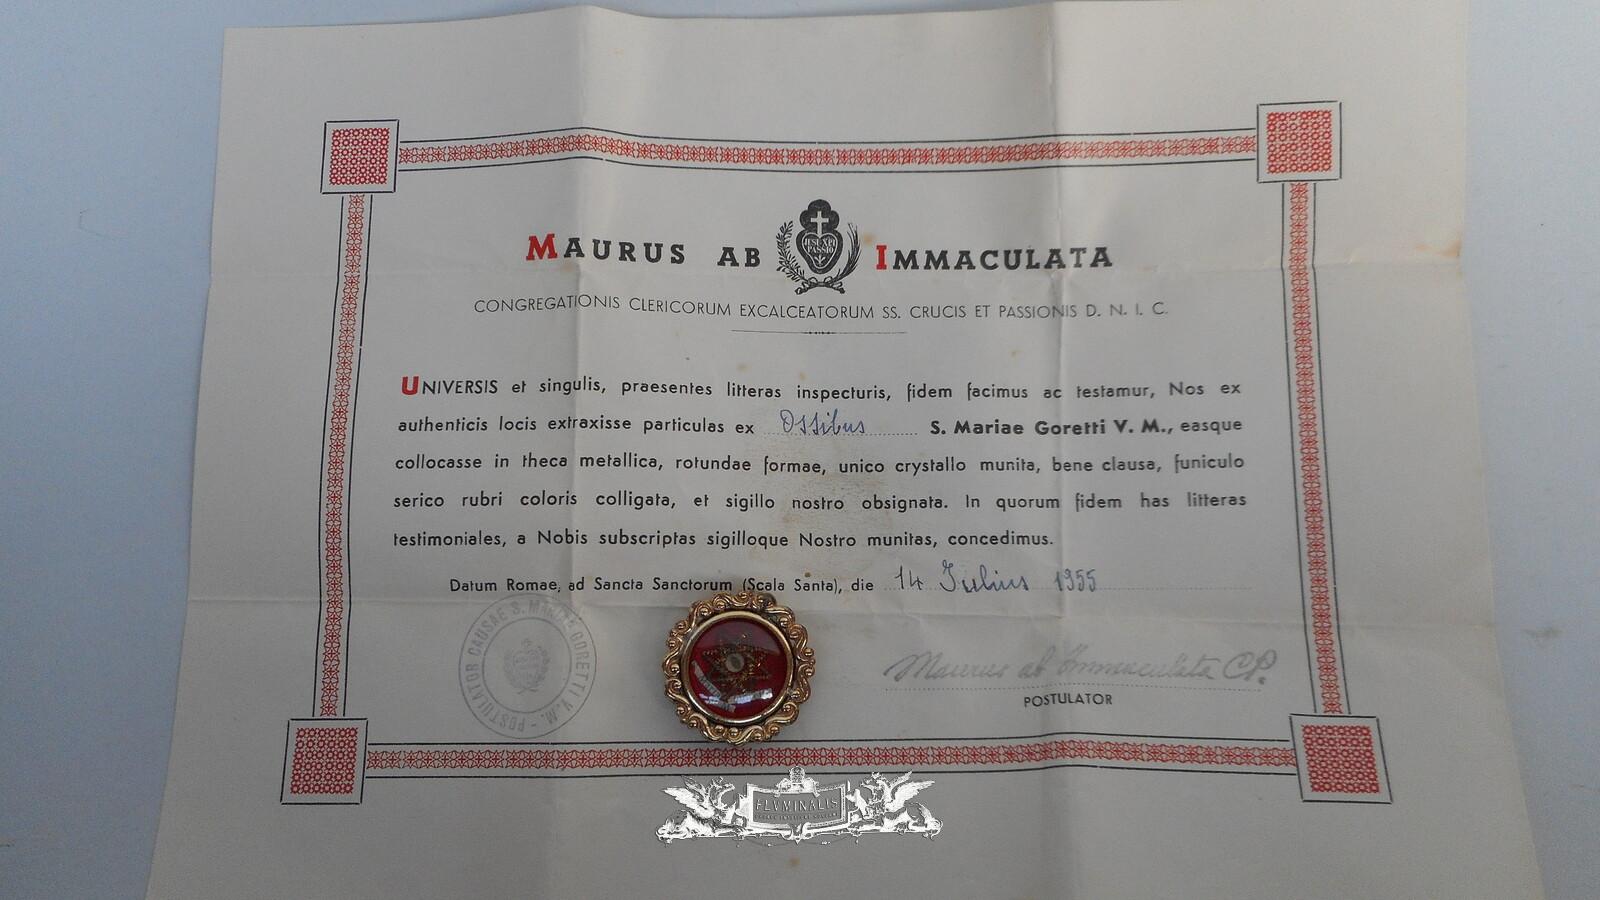 MAURUS AB IMMACULATA
JESU XPI
PASSIO
CONGREGATIONIS CLERICORUM EXCALCEATORUM SS. CRUCIS ET PASSIONIS D. N. I. C.
UNIVERSIS et singulis, praesentes litteras inspecturis, fidem facimus ac testamur, Nos ex
authenticis locis extraxisse particulas ex Ossibus S. Mariae Goretti V. M., easque
collocasse in theca metallica, rotundae formae, unico crystallo munita, bene clausa, funiculo
serico rubri coloris colligata, et sigillo nostro obsignata. In quorum fidem has litteras
testimoniales, a Nobis subscriptas sigilloque Nostro munitas, concedimus.
Datum Romae, ad Sancta Sanctorum (Scala Santa), die 14 Julius 1955
POSTULATOR CAUSAE S. MARIAE GORETTI V. M.
Maurus ab Immaculata CP.
POSTULATOR
FLVMINALIS